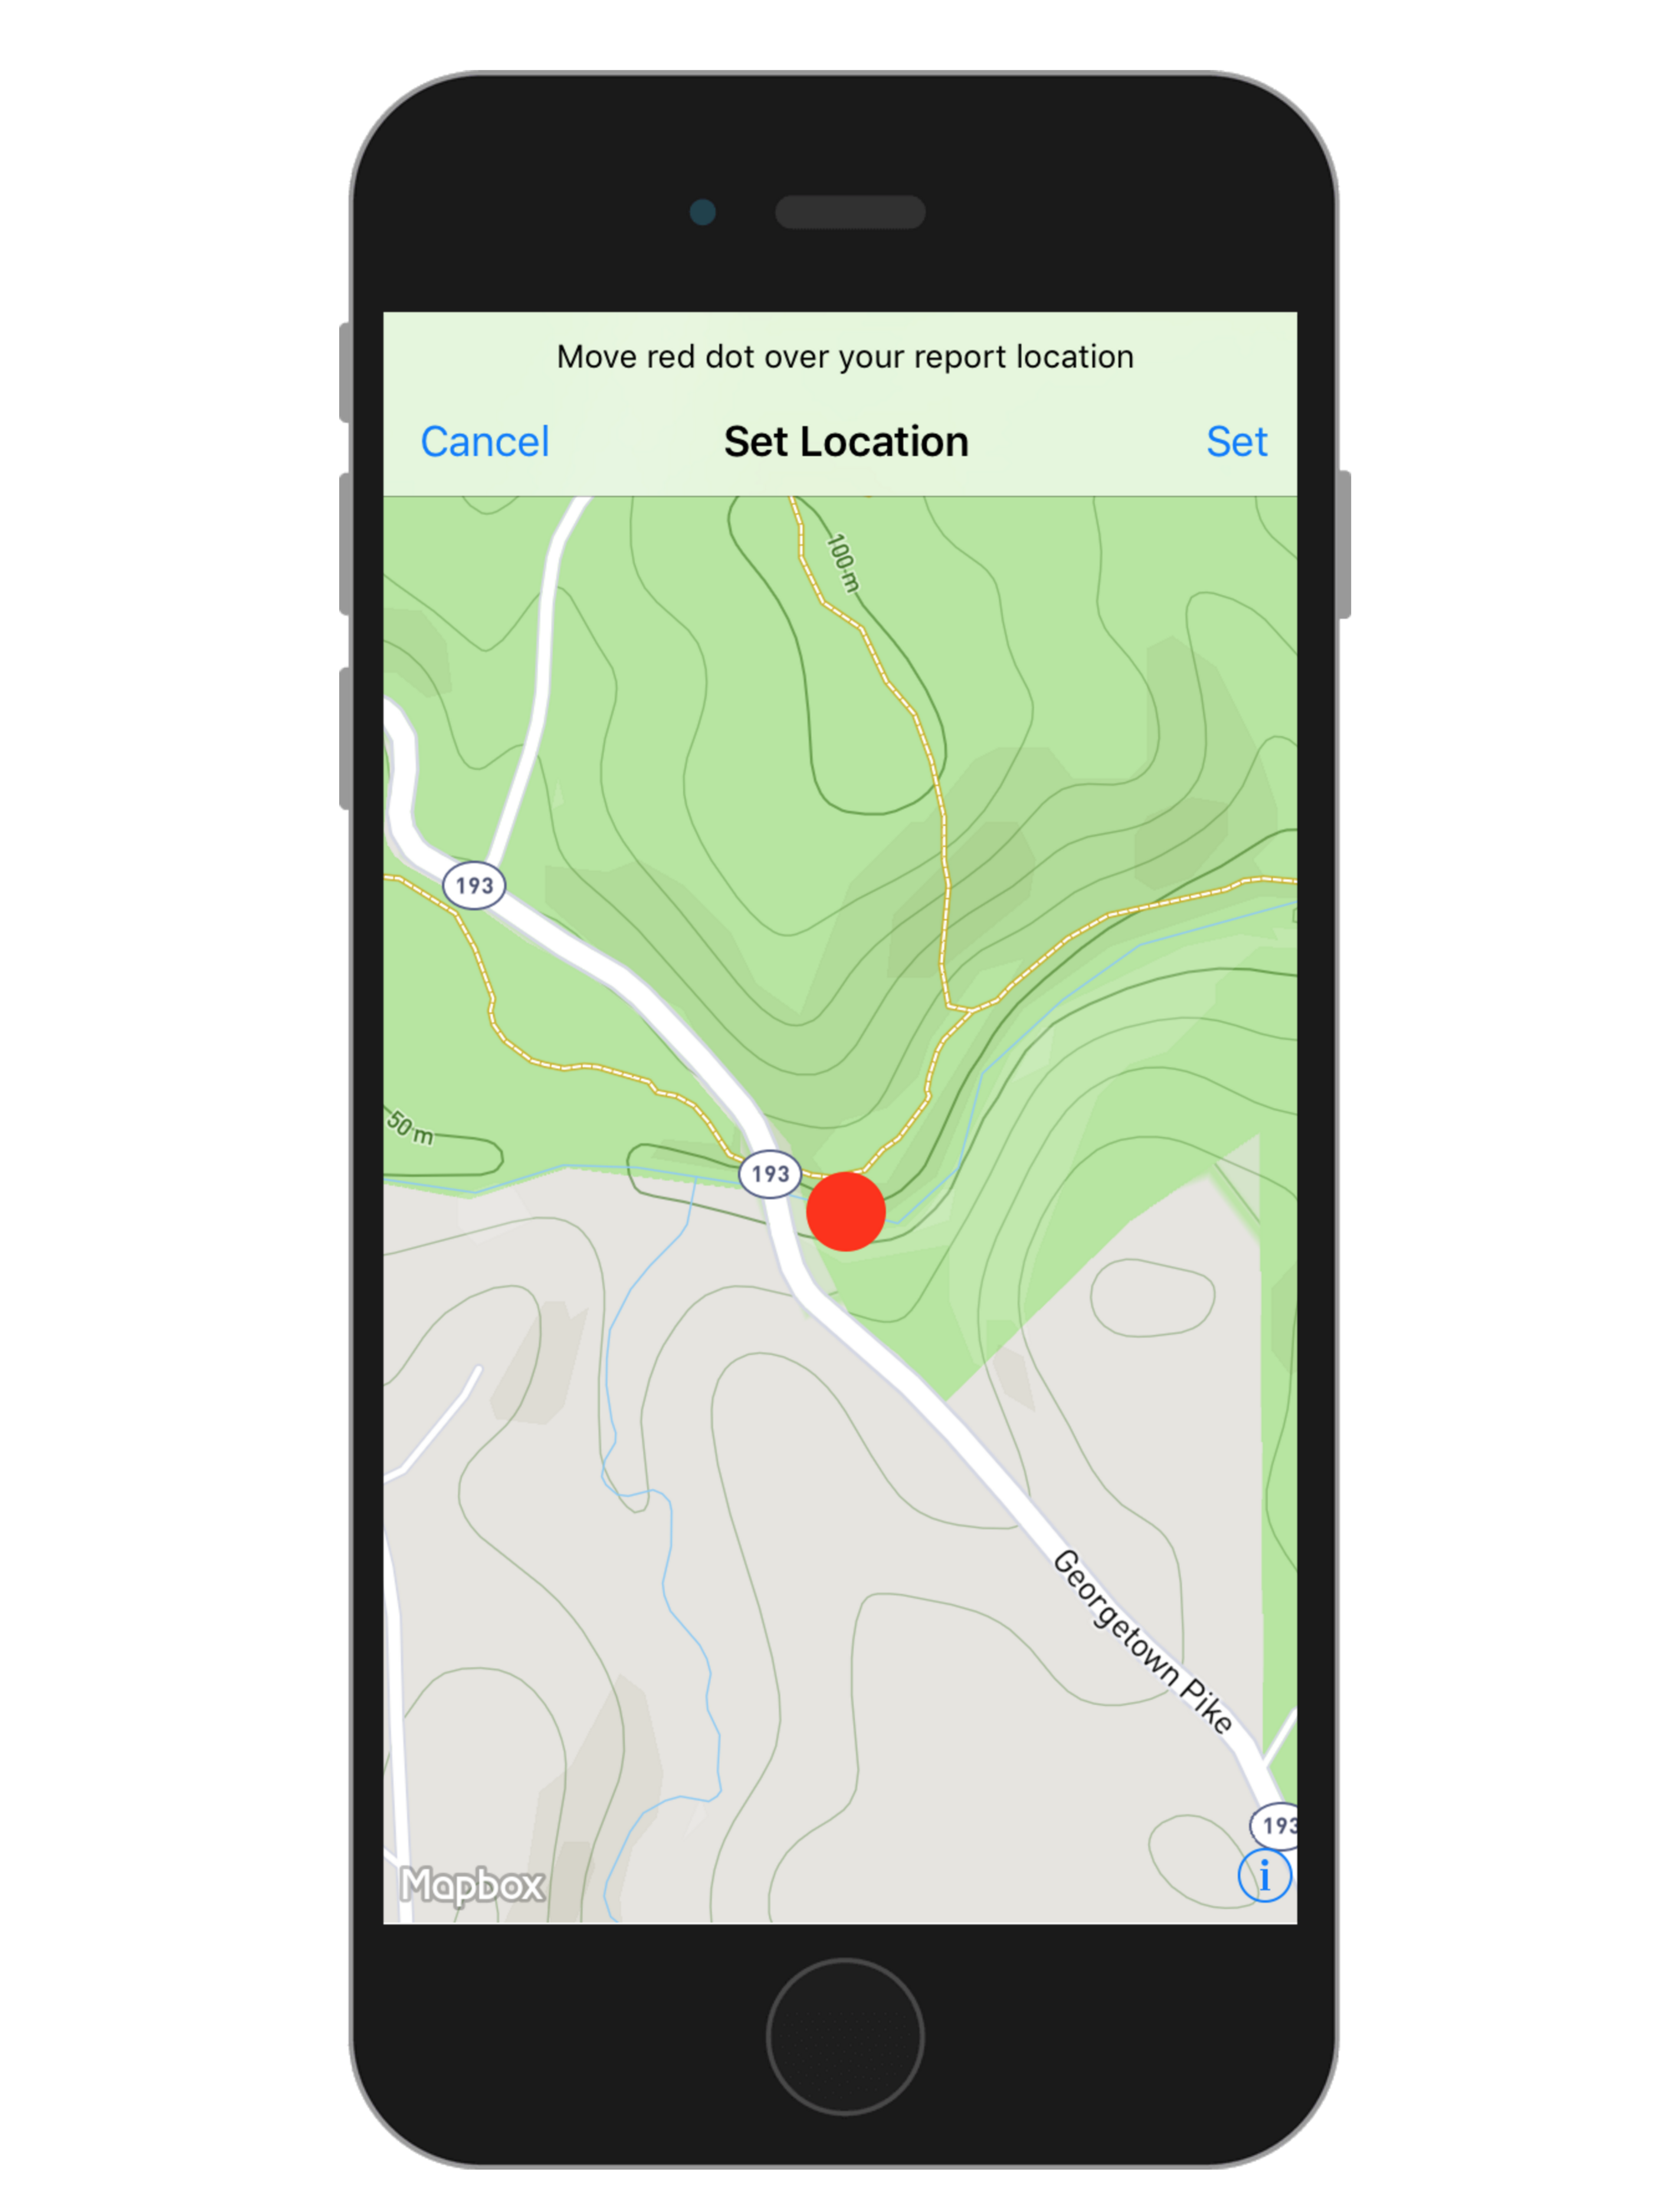 Move red dot over your report location
Cancel
Set Location
Set
100 m
193
50 m
193
Georgetown Pike
193
Mapbox
i